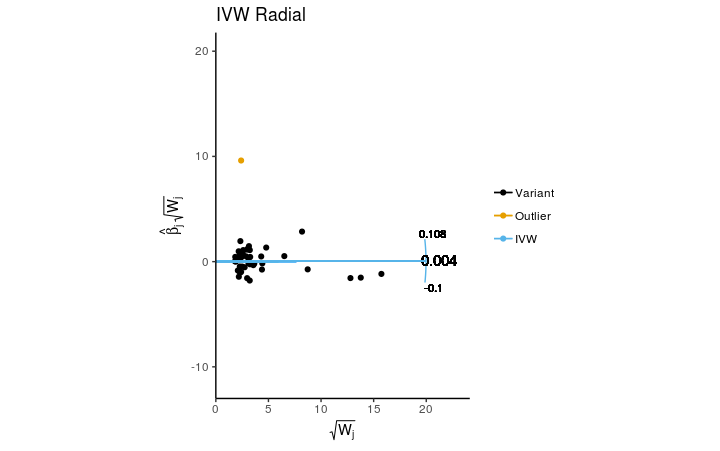 IVW Radial
20
10
0
-10
β̂j√Wj
0 5 10 15 20
√Wj
0.108
0.004
-0.1
Variant
Outlier
IVW